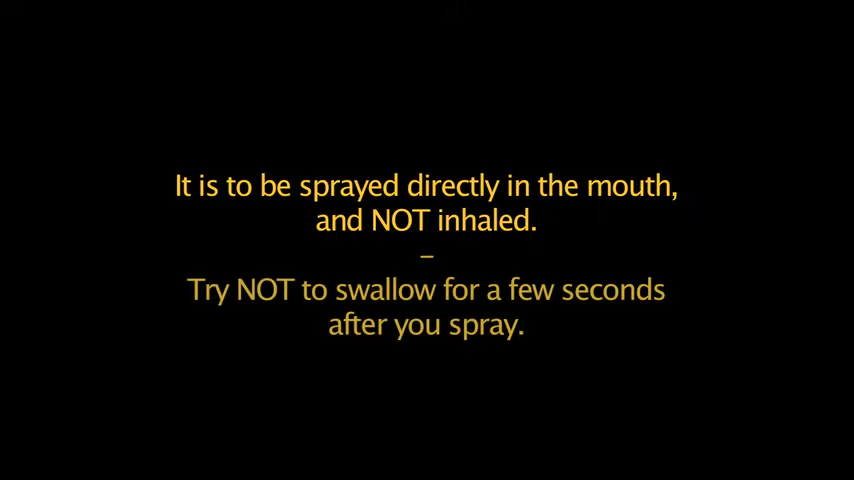 It is to be sprayed directly in the mouth,
and NOT inhaled.
–
Try NOT to swallow for a few seconds
after you spray.